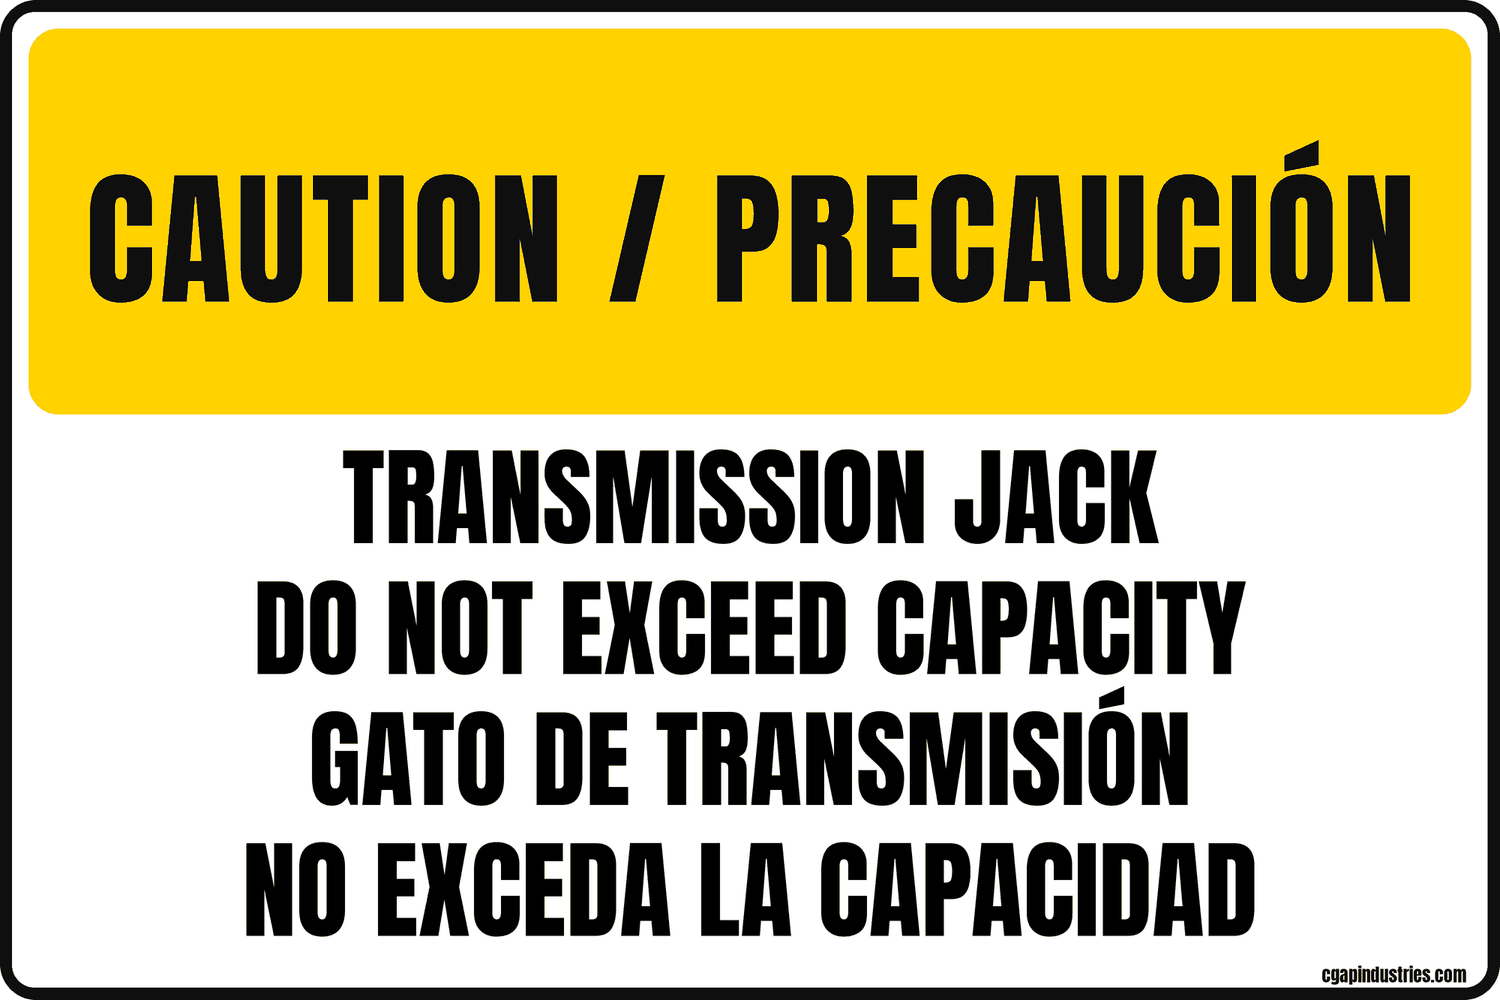 CAUTION / PRECAUCIÓN
TRANSMISSION JACK
DO NOT EXCEED CAPACITY
GATO DE TRANSMISIÓN
NO EXCEDA LA CAPACIDAD
cgapindustries.com